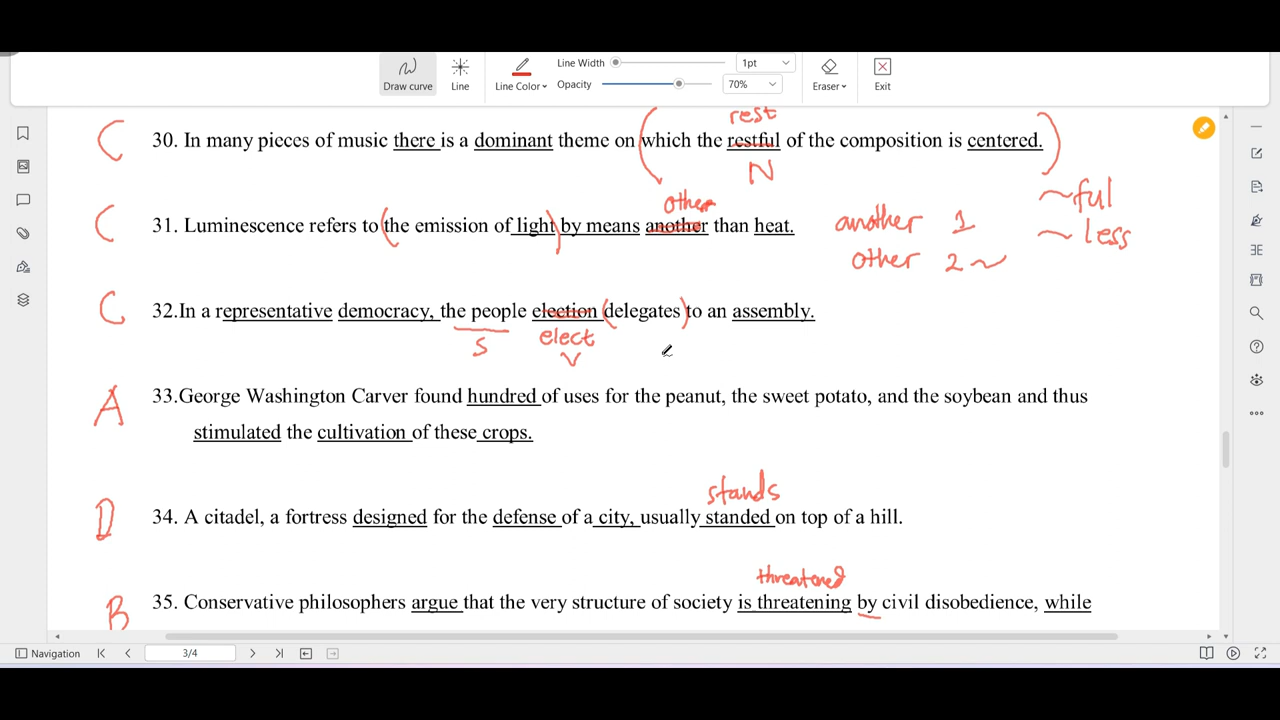 Line Width 1pt
Draw curve Line Line Color Opacity 70% Eraser Exit
rest
C 30. In many pieces of music there is a dominant theme on which the restful of the composition is centered.
N
other
~ful
C 31. Luminescence refers to (the emission of light) by means another than heat. another 1 ~less
other 2~
C 32.In a representative democracy, the people election (delegates) to an assembly.
S elect
V
A 33.George Washington Carver found hundred of uses for the peanut, the sweet potato, and the soybean and thus
stimulated the cultivation of these crops.
stands
D 34. A citadel, a fortress designed for the defense of a city, usually standed on top of a hill.
threatened
B 35. Conservative philosophers argue that the very structure of society is threatening by civil disobedience, while
Navigation 3/4